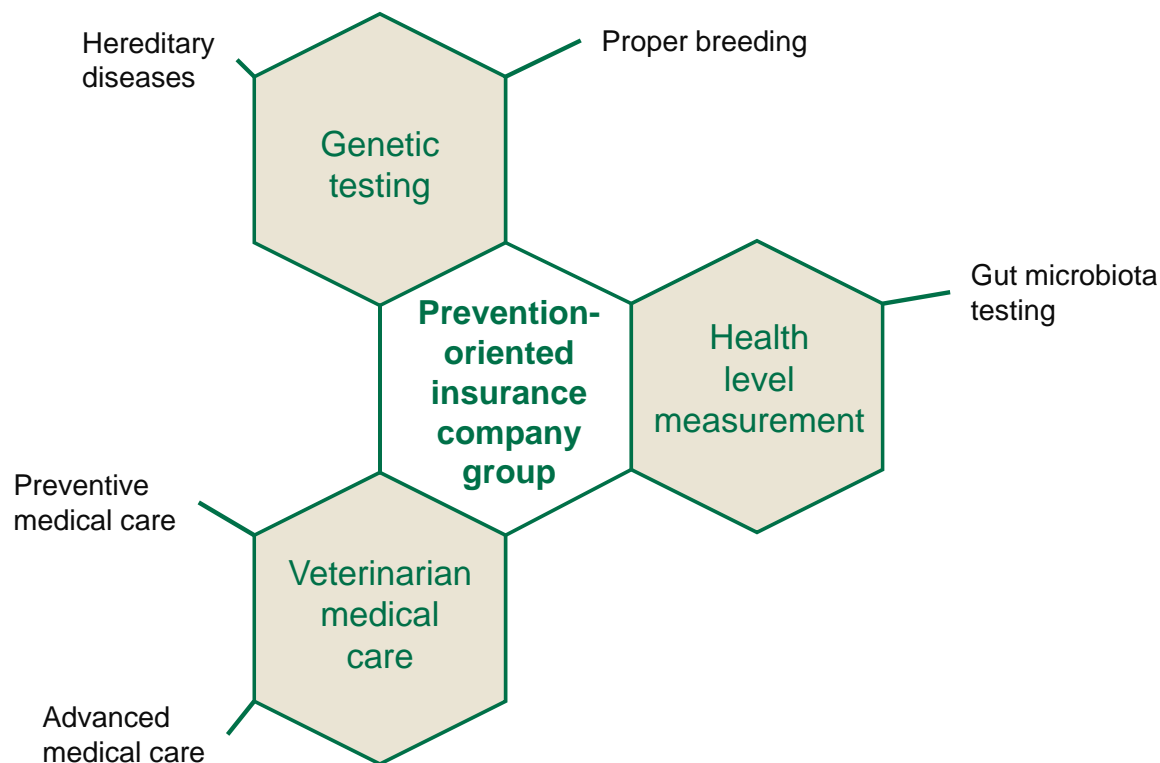 Hereditary
diseases
Proper breeding
Genetic
testing
Gut microbiota
testing
Prevention-
oriented
insurance
company
group
Health
level
measurement
Preventive
medical care
Veterinarian
medical
care
Advanced
medical care